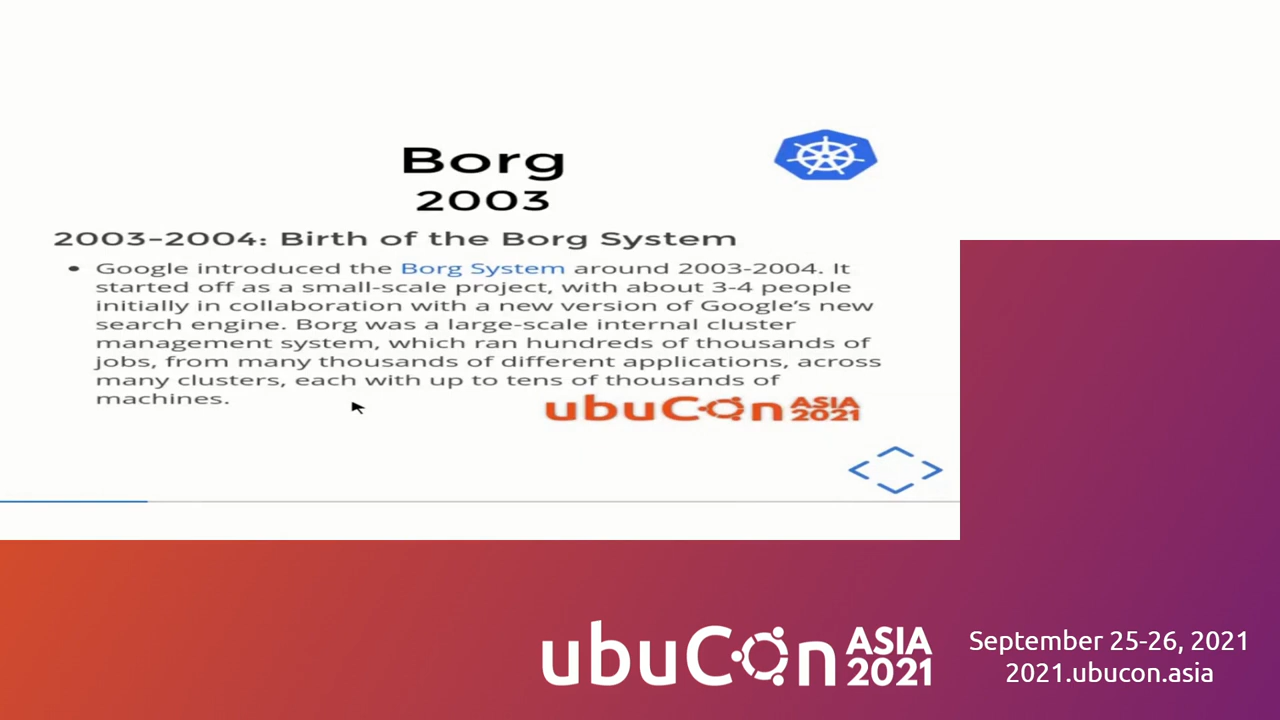 Borg
2003
2003-2004: Birth of the Borg System
Google introduced the Borg System around 2003-2004. It
started off as a small-scale project, with about 3-4 people
initially in collaboration with a new version of Google's new
search engine. Borg was a large-scale internal cluster
management system, which ran hundreds of thousands of
jobs, from many thousands of different applications, across
many clusters, each with up to tens of thousands of
machines.
ubuCon ASIA 2021
ubuCon ASIA 2021
September 25-26, 2021
2021.ubucon.asia